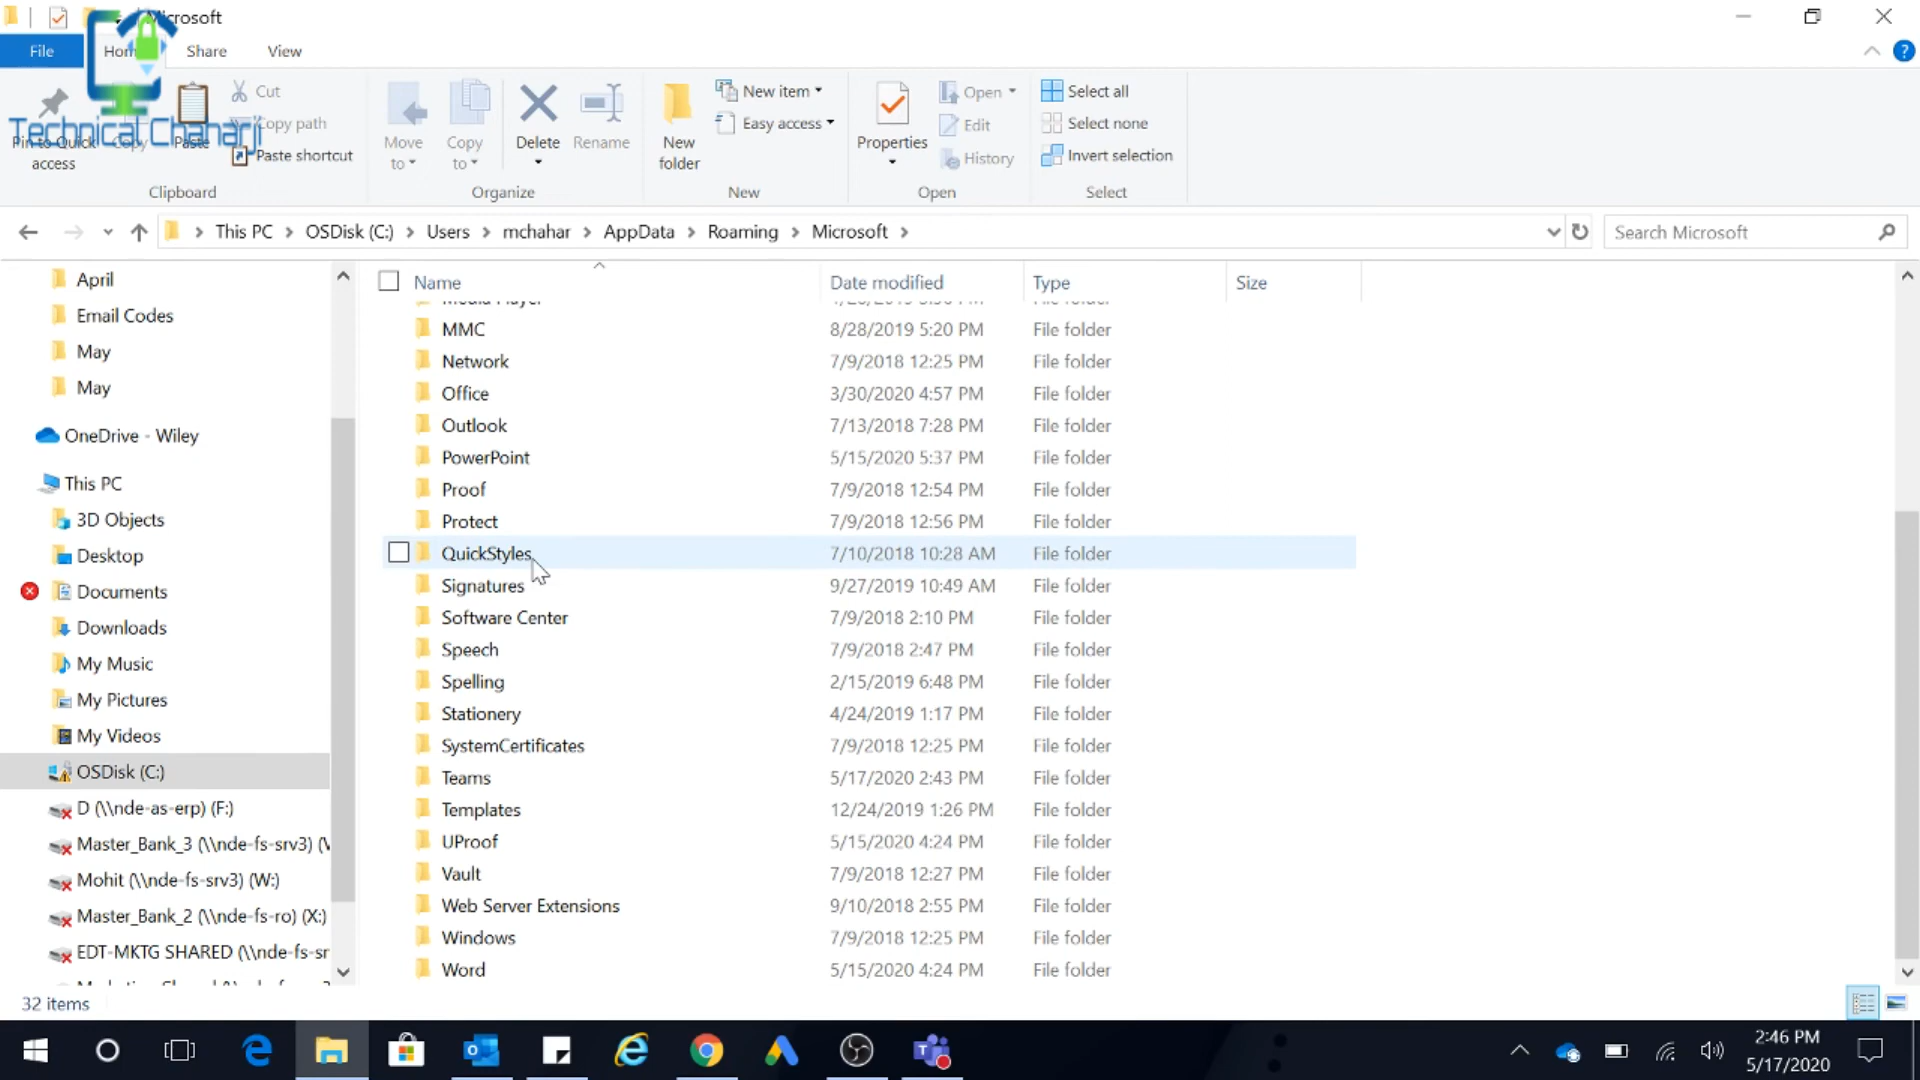 Microsoft
File Home Share View
Technical Chaharji
Pin to Quick access
Copy
Paste
Cut
Copy path
Paste shortcut
Clipboard
Move to
Copy to
Delete
Rename
Organize
New folder
New item
Easy access
New
Properties
Open
Edit
History
Open
Select all
Select none
Invert selection
Select
This PC > OSDisk (C:) > Users > mchahar > AppData > Roaming > Microsoft >
Search Microsoft
April
Email Codes
May
May
OneDrive - Wiley
This PC
3D Objects
Desktop
Documents
Downloads
My Music
My Pictures
My Videos
OSDisk (C:)
D (\\nde-as-erp) (F:)
Master_Bank_3 (\\nde-fs-srv3) (V
Mohit (\\nde-fs-srv3) (W:)
Master_Bank_2 (\\nde-fs-ro) (X:)
EDT-MKTG SHARED (\\nde-fs-sr
Name Date modified Type Size
MMC 8/28/2019 5:20 PM File folder
Network 7/9/2018 12:25 PM File folder
Office 3/30/2020 4:57 PM File folder
Outlook 7/13/2018 7:28 PM File folder
PowerPoint 5/15/2020 5:37 PM File folder
Proof 7/9/2018 12:54 PM File folder
Protect 7/9/2018 12:56 PM File folder
QuickStyles 7/10/2018 10:28 AM File folder
Signatures 9/27/2019 10:49 AM File folder
Software Center 7/9/2018 2:10 PM File folder
Speech 7/9/2018 2:47 PM File folder
Spelling 2/15/2019 6:48 PM File folder
Stationery 4/24/2019 1:17 PM File folder
SystemCertificates 7/9/2018 12:25 PM File folder
Teams 5/17/2020 2:43 PM File folder
Templates 12/24/2019 1:26 PM File folder
UProof 5/15/2020 4:24 PM File folder
Vault 7/9/2018 12:27 PM File folder
Web Server Extensions 9/10/2018 2:55 PM File folder
Windows 7/9/2018 12:25 PM File folder
Word 5/15/2020 4:24 PM File folder
32 items
2:46 PM
5/17/2020